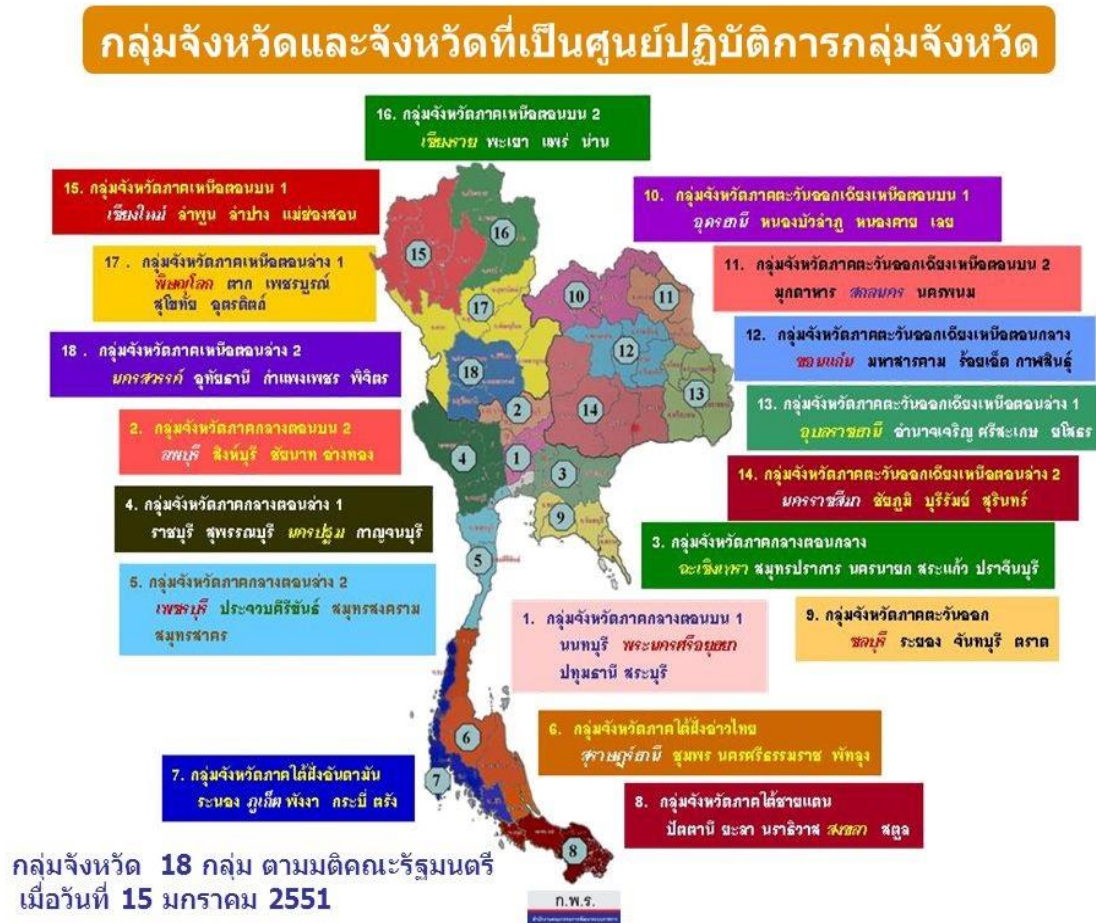 กลุ่มจังหวัดและจังหวัดที่เป็นศูนย์ปฏิบัติการกลุ่มจังหวัด
16. กลุ่มจังหวัดภาคเหนือตอนบน 2
เชียงราย พะเยา แพร่ น่าน
15. กลุ่มจังหวัดภาคเหนือตอนบน 1
เชียงใหม่ ลำพูน ลำปาง แม่ฮ่องสอน
17 . กลุ่มจังหวัดภาคเหนือตอนล่าง 1
พิษณุโลก ตาก เพชรบูรณ์
สุโขทัย อุตรดิตถ์
18 . กลุ่มจังหวัดภาคเหนือตอนล่าง 2
นครสวรรค์ อุทัยธานี กำแพงเพชร พิจิตร
2. กลุ่มจังหวัดภาคกลางตอนบน 2
ลพบุรี สิงห์บุรี ชัยนาท อ่างทอง
4. กลุ่มจังหวัดภาคกลางตอนล่าง 1
ราชบุรี สุพรรณบุรี นครปฐม กาญจนบุรี
5. กลุ่มจังหวัดภาคกลางตอนล่าง 2
เพชรบุรี ประจวบคีรีขันธ์ สมุทรสงคราม
สมุทรสาคร
10. กลุ่มจังหวัดภาคตะวันออกเฉียงเหนือตอนบน 1
อุดรธานี หนองบัวลำภู หนองคาย เลย
11. กลุ่มจังหวัดภาคตะวันออกเฉียงเหนือตอนบน 2
มุกดาหาร สกลนคร นครพนม
12. กลุ่มจังหวัดภาคตะวันออกเฉียงเหนือตอนกลาง
ขอนแก่น มหาสารคาม ร้อยเอ็ด กาฬสินธุ์
13. กลุ่มจังหวัดภาคตะวันออกเฉียงเหนือตอนล่าง 1
อุบลราชธานี อำนาจเจริญ ศรีสะเกษ ยโสธร
14. กลุ่มจังหวัดภาคตะวันออกเฉียงเหนือตอนล่าง 2
นครราชสีมา ชัยภูมิ บุรีรัมย์ สุรินทร์
3. กลุ่มจังหวัดภาคกลางตอนกลาง
ฉะเชิงเทรา สมุทรปราการ นครนายก สระแก้ว ปราจีนบุรี
1. กลุ่มจังหวัดภาคกลางตอนบน 1
นนทบุรี พระนครศรีอยุธยา
ปทุมธานี สระบุรี
9. กลุ่มจังหวัดภาคตะวันออก
ชลบุรี ระยอง จันทบุรี ตราด
6. กลุ่มจังหวัดภาคใต้ฝั่งอ่าวไทย
สุราษฎร์ธานี ชุมพร นครศรีธรรมราช พัทลุง
7. กลุ่มจังหวัดภาคใต้ฝั่งอันดามัน
ระนอง ภูเก็ต พังงา กระบี่ ตรัง
8. กลุ่มจังหวัดภาคใต้ชายแดน
ปัตตานี ยะลา นราธิวาส สงขลา สตูล
16
15
17
10
11
18
12
13
2
14
4
1
3
9
5
6
7
8
กลุ่มจังหวัด 18 กลุ่ม ตามมติคณะรัฐมนตรี
เมื่อวันที่ 15 มกราคม 2551
ก.พ.ร.